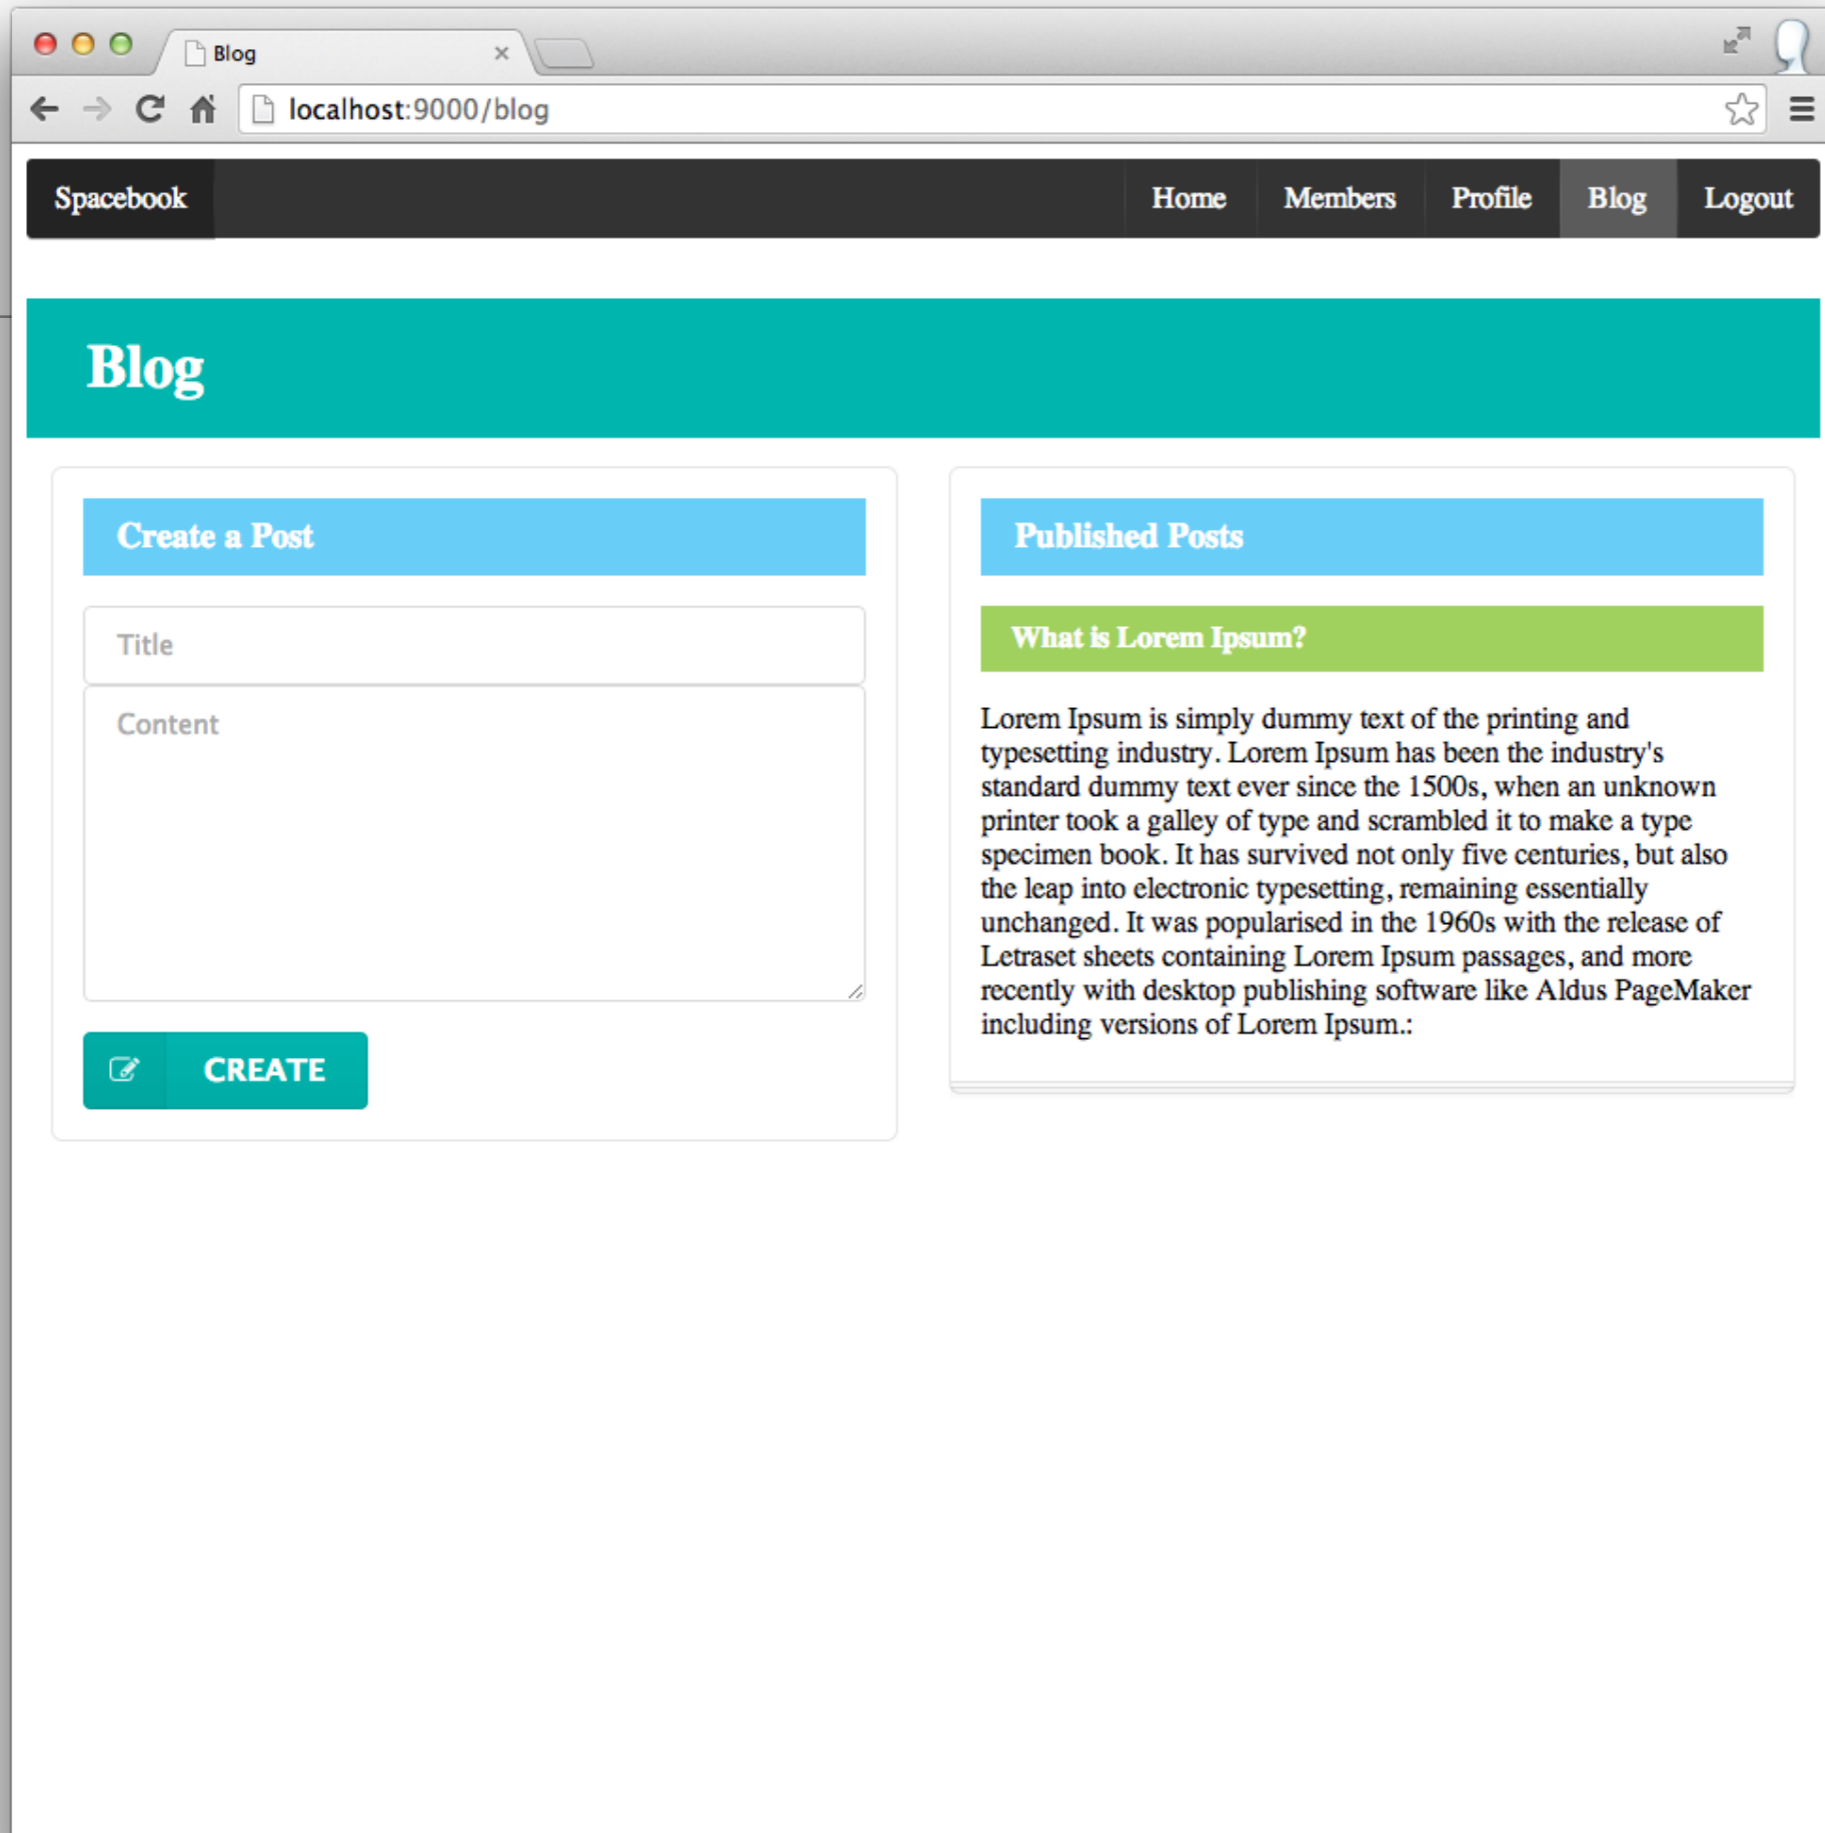 Blog
localhost:9000/blog
Spacebook Home Members Profile Blog Logout
Blog
Create a Post
Title
Content
CREATE
Published Posts
What is Lorem Ipsum?
Lorem Ipsum is simply dummy text of the printing and
typesetting industry. Lorem Ipsum has been the industry's
standard dummy text ever since the 1500s, when an unknown
printer took a galley of type and scrambled it to make a type
specimen book. It has survived not only five centuries, but also
the leap into electronic typesetting, remaining essentially
unchanged. It was popularised in the 1960s with the release of
Letraset sheets containing Lorem Ipsum passages, and more
recently with desktop publishing software like Aldus PageMaker
including versions of Lorem Ipsum.: